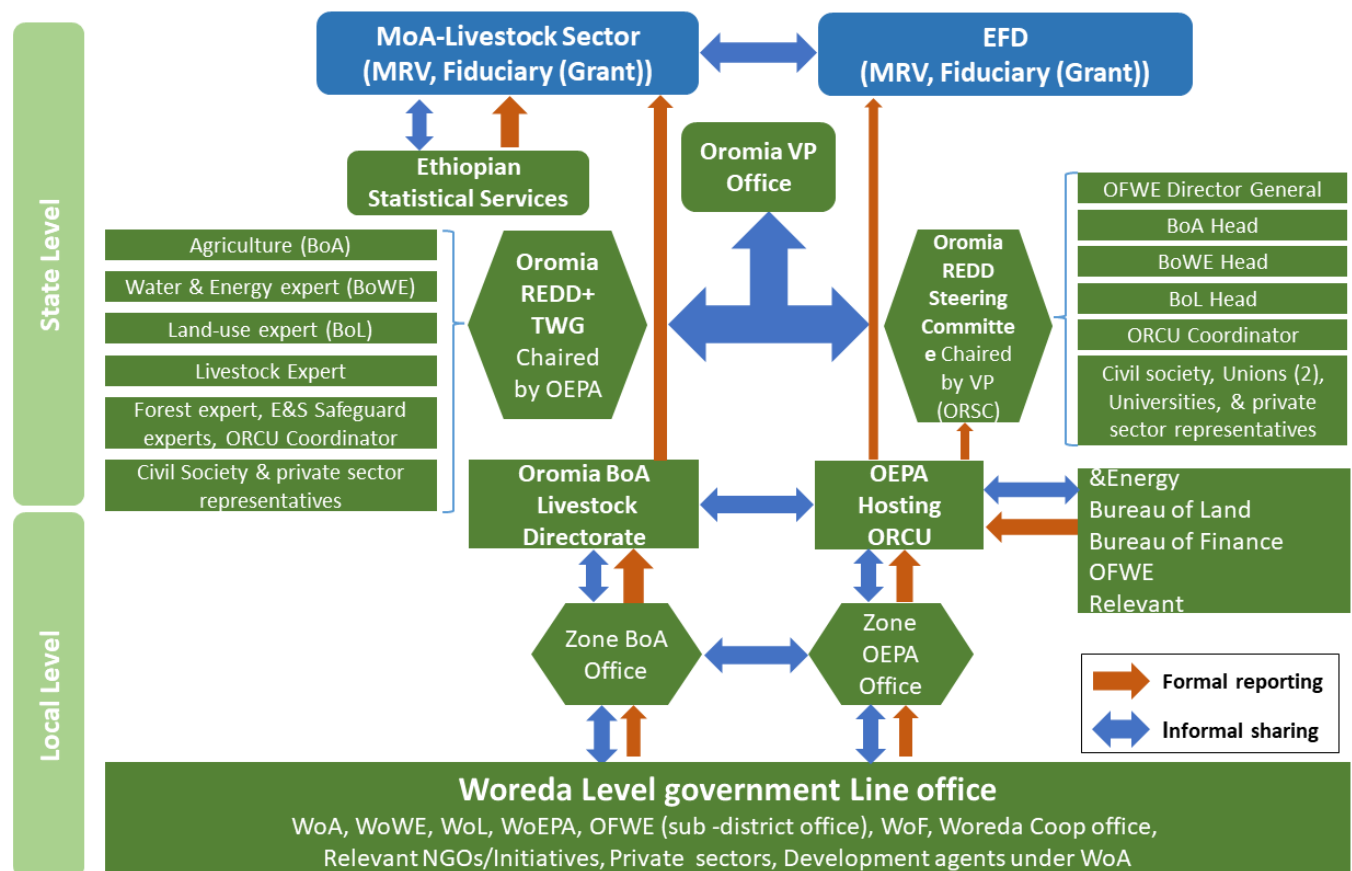 State Level
Local Level
MoA-Livestock Sector
(MRV, Fiduciary (Grant))
EFD
(MRV, Fiduciary (Grant))
Ethiopian
Statistical Services
Oromia VP
Office
Agriculture (BoA)
Water & Energy expert (BoWE)
Land-use expert (BoL)
Livestock Expert
Forest expert, E&S Safeguard
experts, ORCU Coordinator
Civil Society & private sector
representatives
Oromia
REDD+
TWG
Chaired
by OEPA
Oromia
REDD
Steering
Committe
e Chaired
by VP
(ORSC)
OFWE Director General
BoA Head
BoWE Head
BoL Head
ORCU Coordinator
Civil society, Unions (2),
Universities, & private
sector representatives
Oromia BoA
Livestock
Directorate
OEPA
Hosting
ORCU
&Energy
Bureau of Land
Bureau of Finance
OFWE
Relevant
Zone BoA
Office
Zone
OEPA
Office
Formal reporting
Informal sharing
Woreda Level government Line office
WoA, WoWE, WoL, WoEPA, OFWE (sub -district office), WoF, Woreda Coop office,
Relevant NGOs/Initiatives, Private sectors, Development agents under WoA